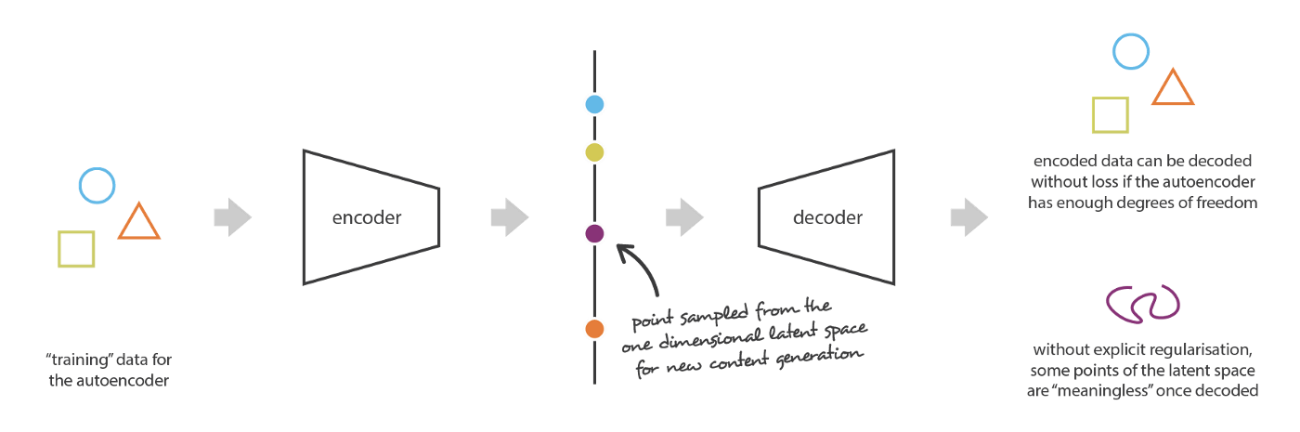 encoded data can be decoded
without loss if the autoencoder
has enough degrees of freedom
encoder
decoder
point sampled from the
one dimensional latent space
for new content generation
"training" data for
the autoencoder
without explicit regularisation,
some points of the latent space
are "meaningless" once decoded